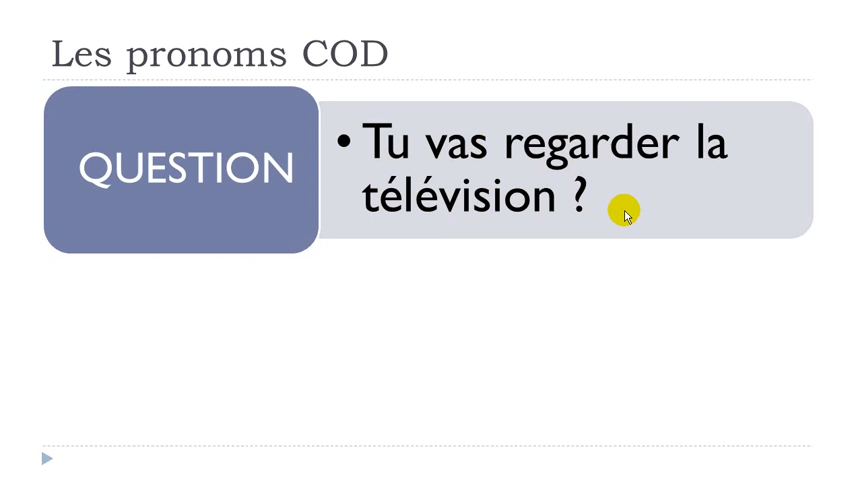 Les pronoms COD
QUESTION
• Tu vas regarder la
télévision ?